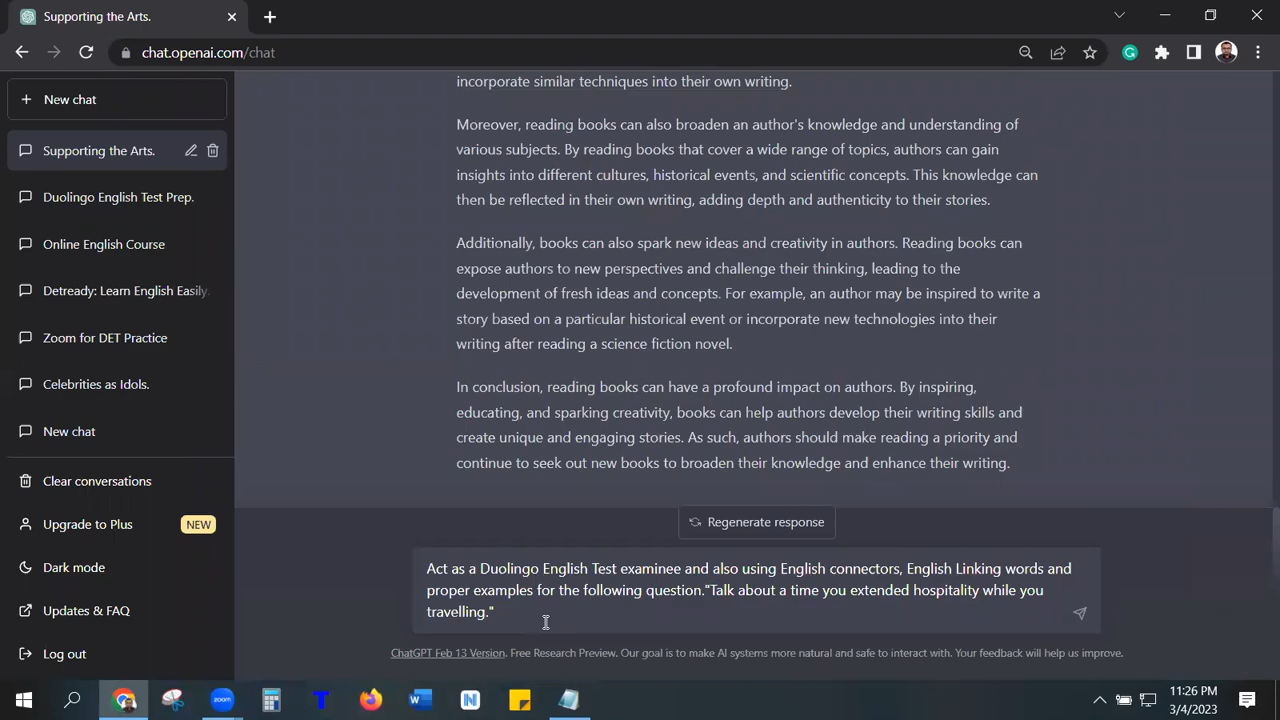 Supporting the Arts.
chat.openai.com/chat
New chat
Supporting the Arts.
Duolingo English Test Prep.
Online English Course
Detready: Learn English Easily.
Zoom for DET Practice
Celebrities as Idols.
New chat
Clear conversations
Upgrade to Plus NEW
Dark mode
Updates & FAQ
Log out
incorporate similar techniques into their own writing.
Moreover, reading books can also broaden an author's knowledge and understanding of
various subjects. By reading books that cover a wide range of topics, authors can gain
insights into different cultures, historical events, and scientific concepts. This knowledge can
then be reflected in their own writing, adding depth and authenticity to their stories.
Additionally, books can also spark new ideas and creativity in authors. Reading books can
expose authors to new perspectives and challenge their thinking, leading to the
development of fresh ideas and concepts. For example, an author may be inspired to write a
story based on a particular historical event or incorporate new technologies into their
writing after reading a science fiction novel.
In conclusion, reading books can have a profound impact on authors. By inspiring,
educating, and sparking creativity, books can help authors develop their writing skills and
create unique and engaging stories. As such, authors should make reading a priority and
continue to seek out new books to broaden their knowledge and enhance their writing.
Regenerate response
Act as a Duolingo English Test examinee and also using English connectors, English Linking words and
proper examples for the following question."Talk about a time you extended hospitality while you
travelling."
ChatGPT Feb 13 Version. Free Research Preview. Our goal is to make AI systems more natural and safe to interact with. Your feedback will help us improve.
zoom
11:26 PM
3/4/2023